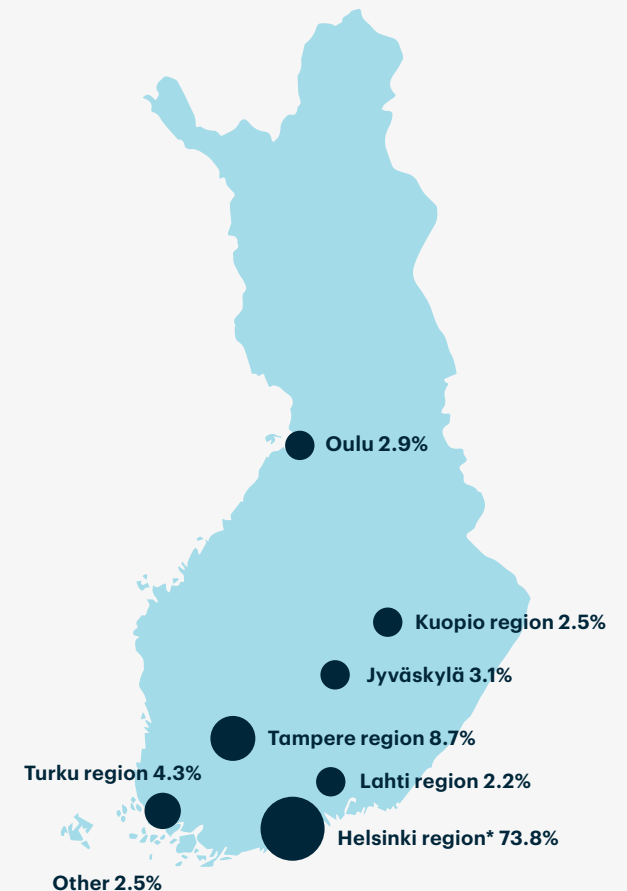 Oulu 2.9%
Kuopio region 2.5%
Jyväskylä 3.1%
Tampere region 8.7%
Turku region 4.3%
Lahti region 2.2%
Helsinki region* 73.8%
Other 2.5%